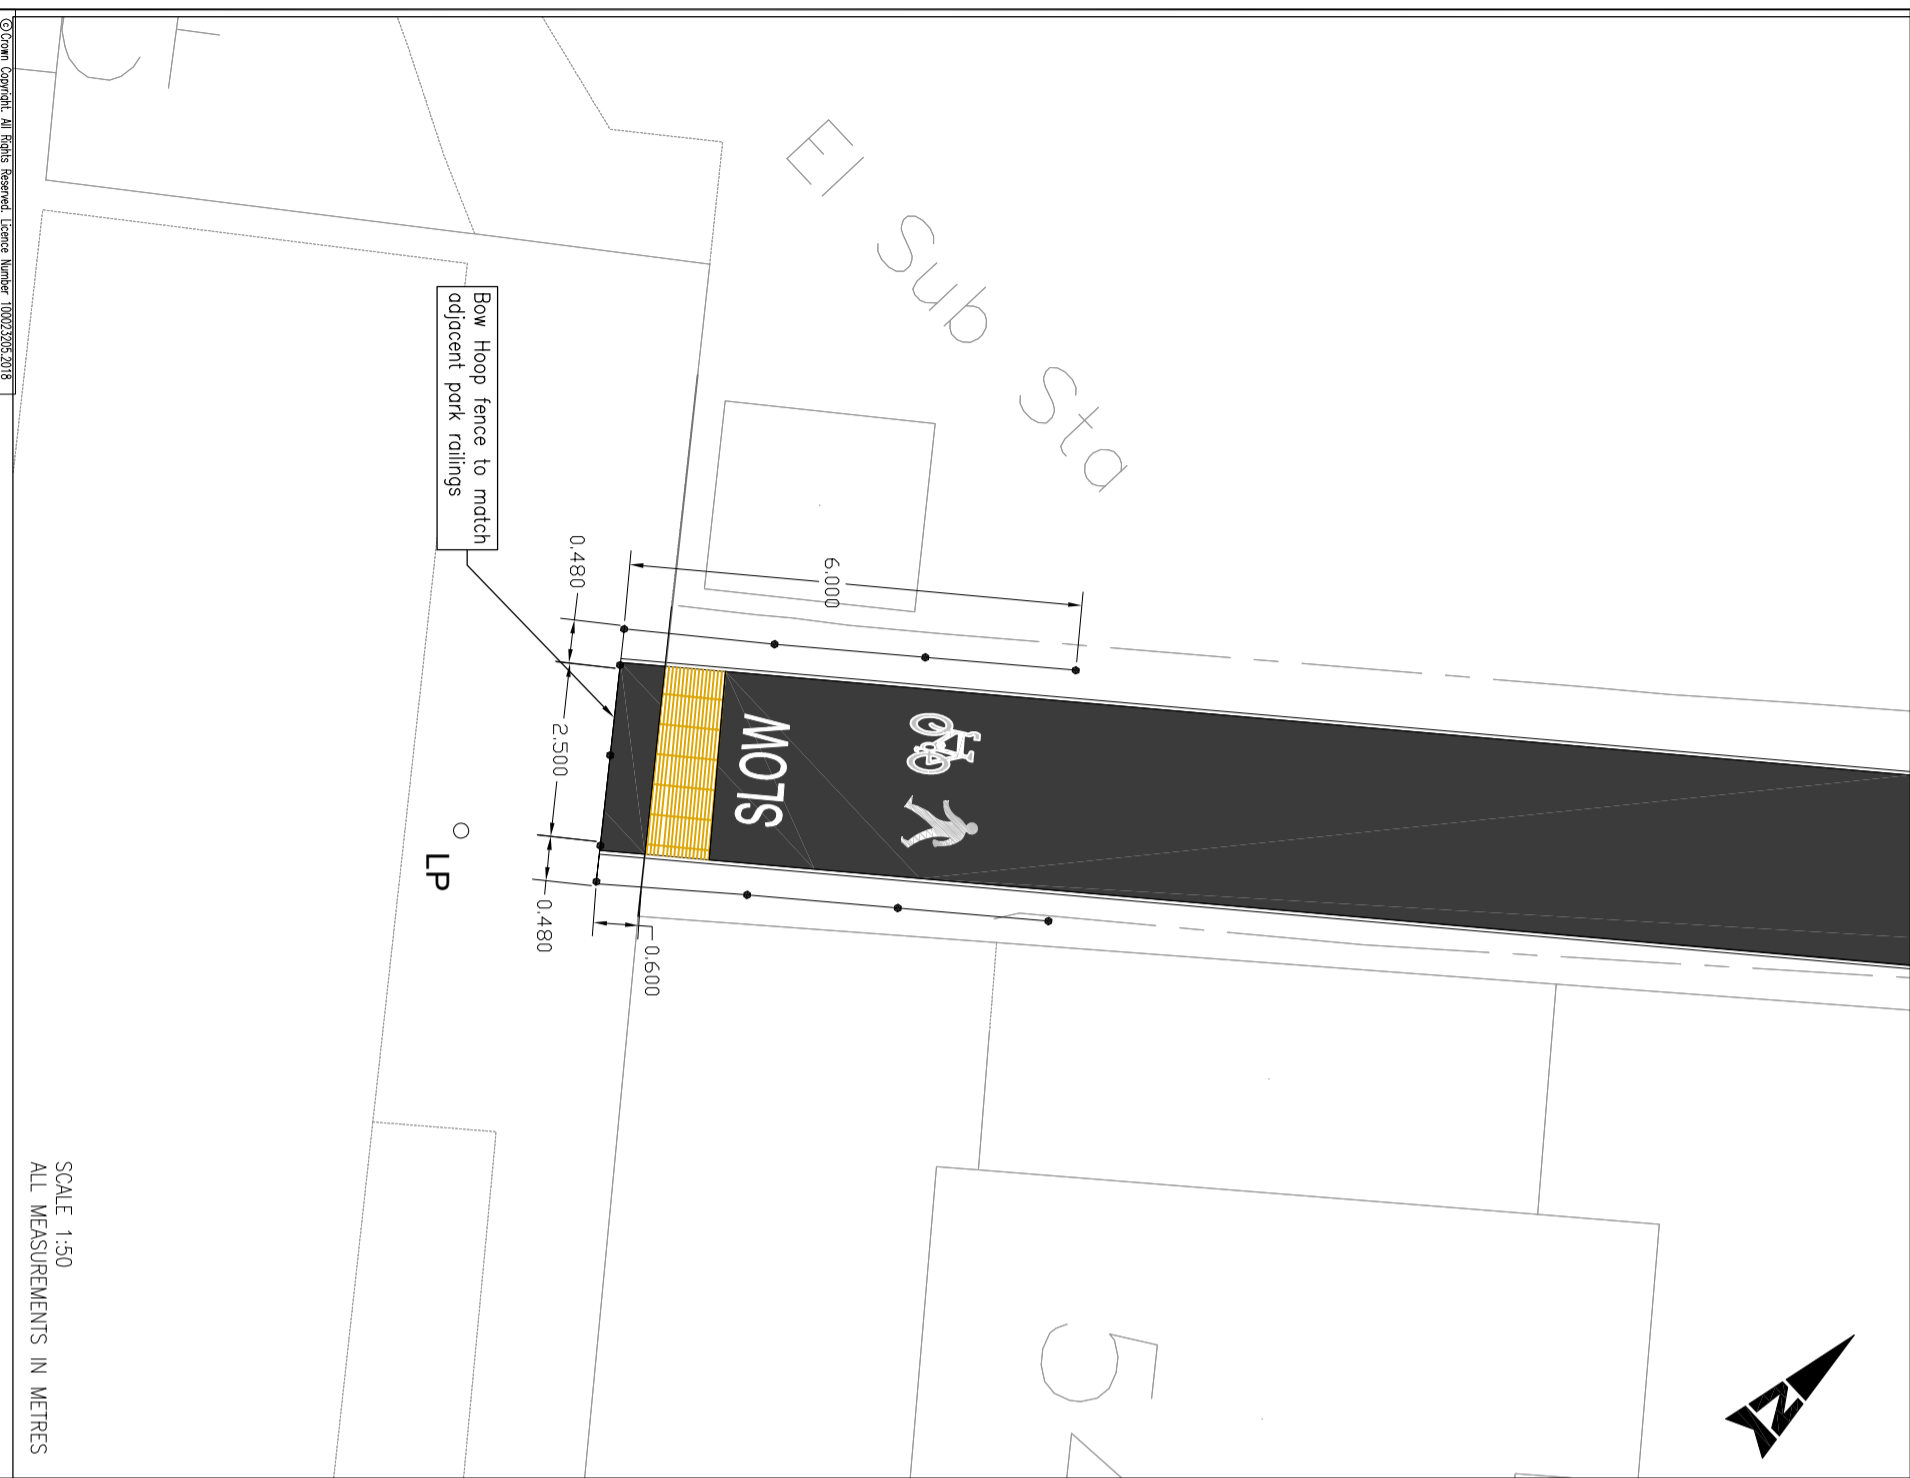 El Sub Sta
Bow Hoop fence to match
adjacent park railings
0.480
6.000
2.500
0.480
0.600
SLOW
LP
5
N
SCALE 1:50
ALL MEASUREMENTS IN METRES
©Crown Copyright. All Rights Reserved. Licence Number 100023205.2018